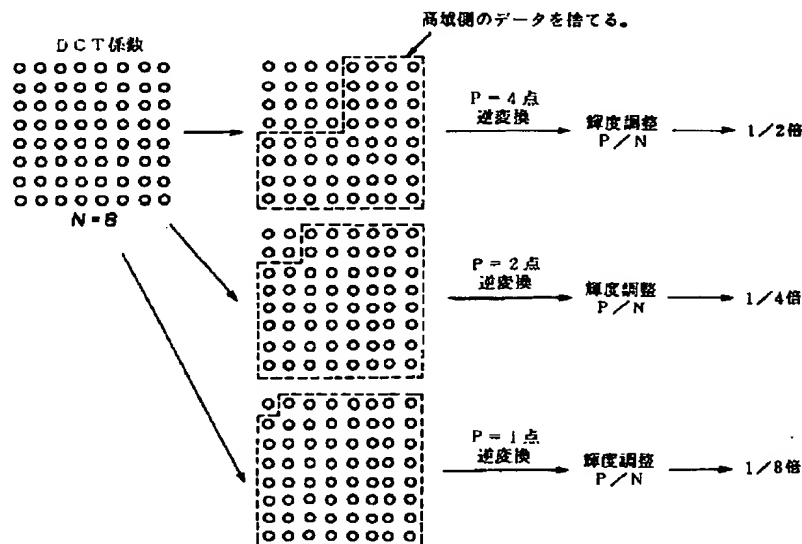 高域側のデータを捨てる。
DCT係数
N=8
P=4点
逆変換
輝度調整
P/N
1/2倍
P=2点
逆変換
輝度調整
P/N
1/4倍
P=1点
逆変換
輝度調整
P/N
1/8倍